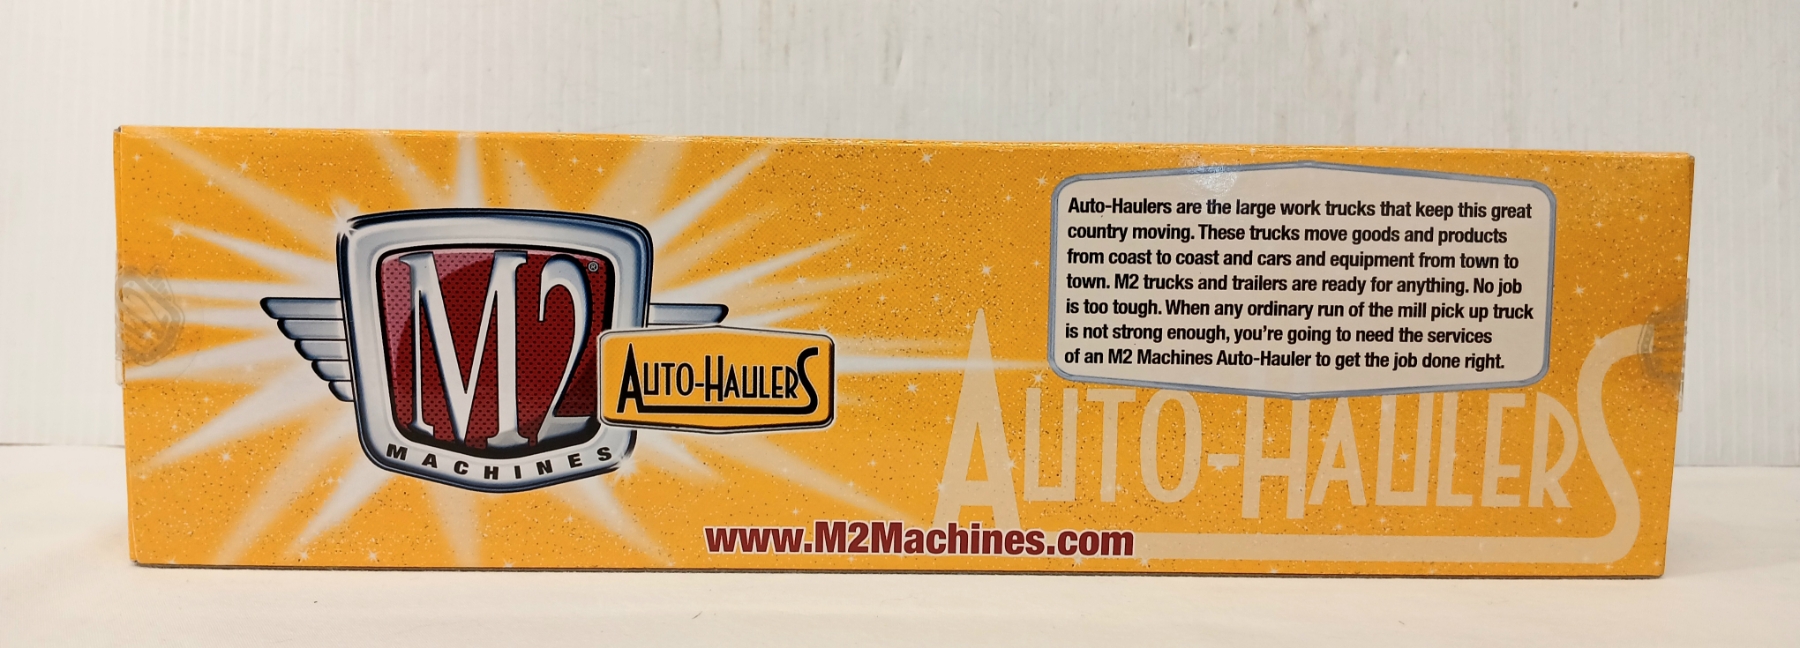 M2®
MACHINES
AUTO-HAULERS
Auto-Haulers are the large work trucks that keep this great
country moving. These trucks move goods and products
from coast to coast and cars and equipment from town to
town. M2 trucks and trailers are ready for anything. No job
is too tough. When any ordinary run of the mill pick up truck
is not strong enough, you're going to need the services
of an M2 Machines Auto-Hauler to get the job done right.
AUTO-HAULERS
www.M2Machines.com